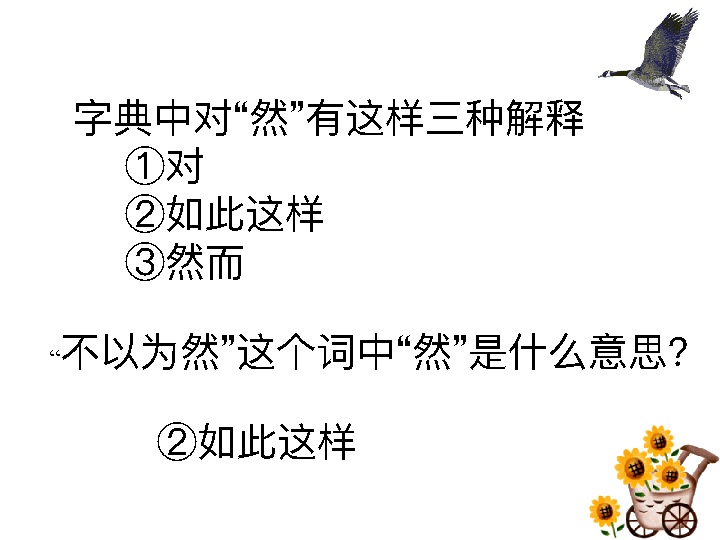 字典中对“然”有这样三种解释
①对
②如此这样
③然而
“不以为然”这个词中“然”是什么意思?
②如此这样